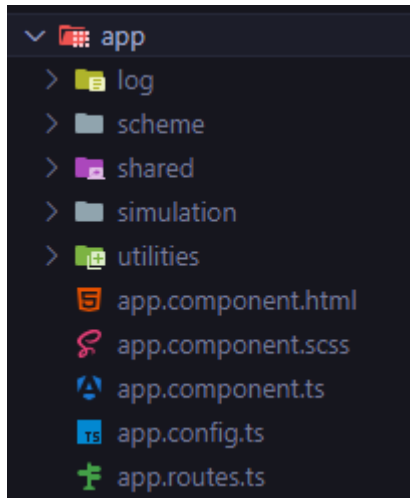 app
log
scheme
shared
simulation
utilities
app.component.html
app.component.scss
app.component.ts
TS app.config.ts
app.routes.ts